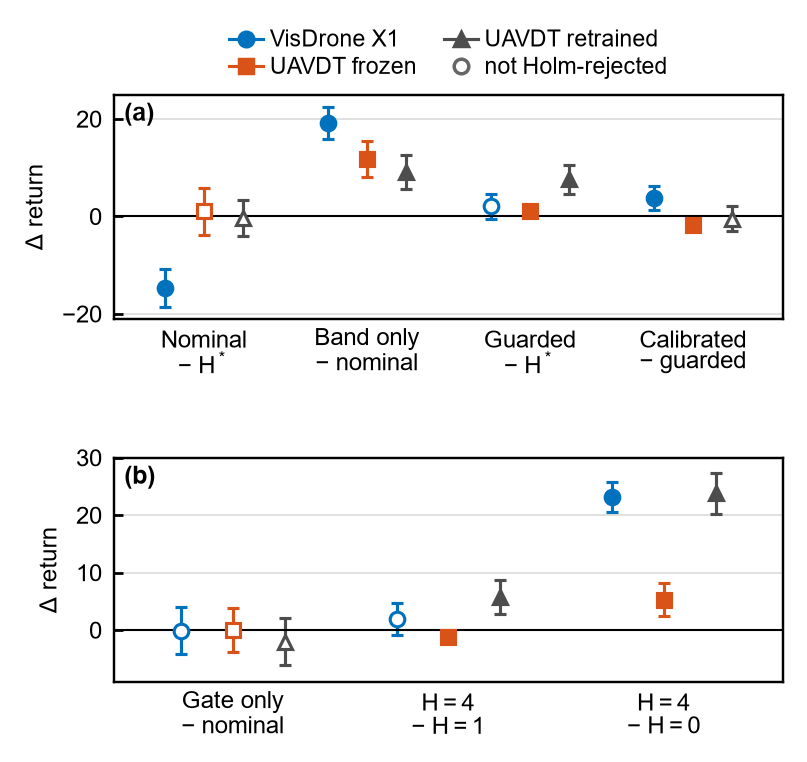 VisDrone X1
UAVDT frozen
UAVDT retrained
not Holm-rejected
(a)
Δ return
20
0
−20
Nominal
− H*
Band only
− nominal
Guarded
− H*
Calibrated
− guarded
(b)
Δ return
30
20
10
0
Gate only
− nominal
H = 4
− H = 1
H = 4
− H = 0